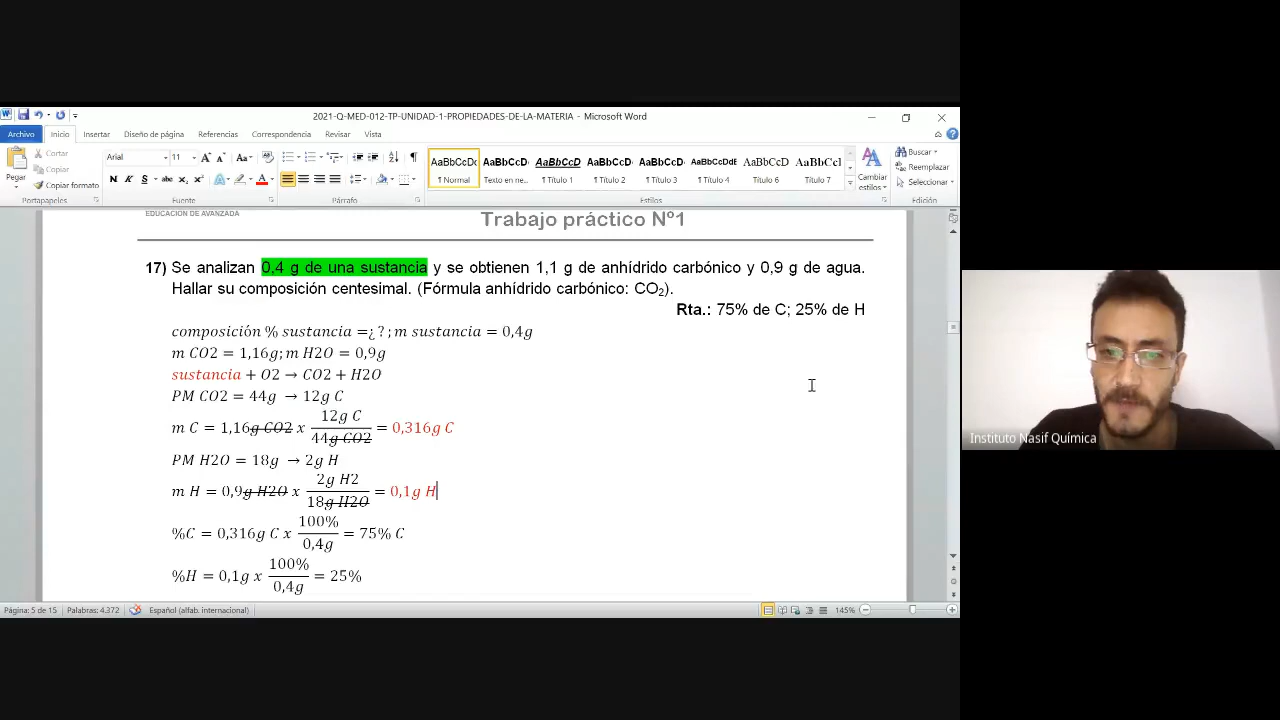 2021-Q-MED-012-TP-UNIDAD-1-PROPIEDADES-DE-LA-MATERIA - Microsoft Word
Archivo Inicio Insertar Diseño de página Referencias Correspondencia Revisar Vista
Cortar
Copiar
Copiar formato
Pegar
Portapapeles
Arial 11
Fuente
Párrafo
AaBbCcDc AaBbCcD AaBbCcD AaBbCcD AaBbCcD AaBbCcDdE AaBbCcD AaBbCc
¶ Normal Texto en ne... ¶ Título 1 ¶ Título 2 ¶ Título 3 ¶ Título 4 Título 6 ¶ Título 7
Estilos
Cambiar estilos
Buscar
Reemplazar
Seleccionar
Edición
EDUCACION DE AVANZADA
Trabajo práctico Nº1
17) Se analizan 0,4 g de una sustancia y se obtienen 1,1 g de anhídrido carbónico y 0,9 g de agua.
Hallar su composición centesimal. (Fórmula anhídrido carbónico: CO2).
Rta.: 75% de C; 25% de H
composición % sustancia =¿?; m sustancia = 0,4g
m CO2 = 1,16g; m H2O = 0,9g
sustancia + O2 → CO2 + H2O
PM CO2 = 44g → 12g C
m C = 1,16g CO2 x 12g C / 44g CO2 = 0,316g C
PM H2O = 18g → 2g H
m H = 0,9g H2O x 2g H2 / 18g H2O = 0,1g H
%C = 0,316g C x 100% / 0,4g = 75% C
%H = 0,1g x 100% / 0,4g = 25%
Página: 5 de 15 Palabras: 4.372 Español (alfab. internacional) 145%
Instituto Nasif Química